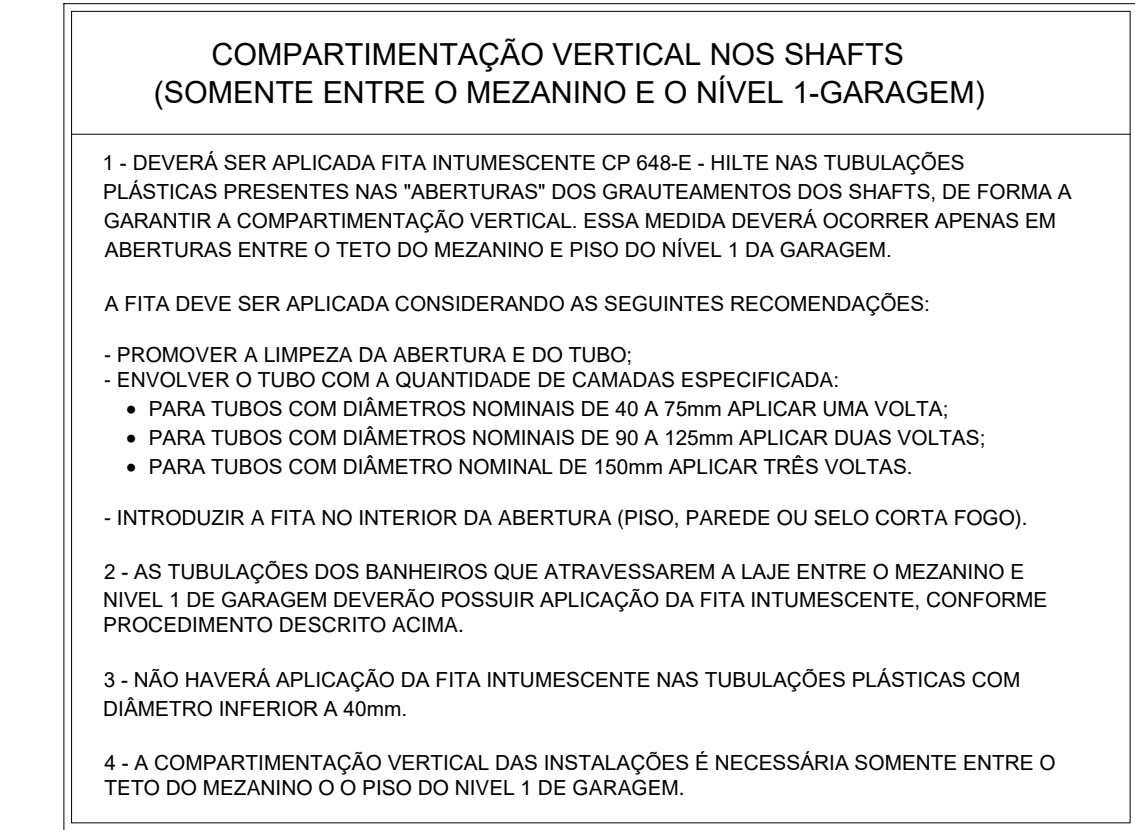 COMPARTIMENTAÇÃO VERTICAL NOS SHAFTS
(SOMENTE ENTRE O MEZANINO E O NÍVEL 1-GARAGEM)
1 - DEVERÁ SER APLICADA FITA INTUMESCENTE CP 648-E - HILTE NAS TUBULAÇÕES
PLÁSTICAS PRESENTES NAS "ABERTURAS" DOS GRAUTEAMENTOS DOS SHAFTS, DE FORMA A
GARANTIR A COMPARTIMENTAÇÃO VERTICAL. ESSA MEDIDA DEVERÁ OCORRER APENAS EM
ABERTURAS ENTRE O TETO DO MEZANINO E PISO DO NÍVEL 1 DA GARAGEM.
A FITA DEVE SER APLICADA CONSIDERANDO AS SEGUINTES RECOMENDAÇÕES:
- PROMOVER A LIMPEZA DA ABERTURA E DO TUBO;
- ENVOLVER O TUBO COM A QUANTIDADE DE CAMADAS ESPECIFICADA:
• PARA TUBOS COM DIÂMETROS NOMINAIS DE 40 A 75mm APLICAR UMA VOLTA;
• PARA TUBOS COM DIÂMETROS NOMINAIS DE 90 A 125mm APLICAR DUAS VOLTAS;
• PARA TUBOS COM DIÂMETRO NOMINAL DE 150mm APLICAR TRÊS VOLTAS.
- INTRODUZIR A FITA NO INTERIOR DA ABERTURA (PISO, PAREDE OU SELO CORTA FOGO).
2 - AS TUBULAÇÕES DOS BANHEIROS QUE ATRAVESSAREM A LAJE ENTRE O MEZANINO E
NIVEL 1 DE GARAGEM DEVERÃO POSSUIR APLICAÇÃO DA FITA INTUMESCENTE, CONFORME
PROCEDIMENTO DESCRITO ACIMA.
3 - NÃO HAVERÁ APLICAÇÃO DA FITA INTUMESCENTE NAS TUBULAÇÕES PLÁSTICAS COM
DIÂMETRO INFERIOR A 40mm.
4 - A COMPARTIMENTAÇÃO VERTICAL DAS INSTALAÇÕES É NECESSÁRIA SOMENTE ENTRE O
TETO DO MEZANINO O O PISO DO NIVEL 1 DE GARAGEM.